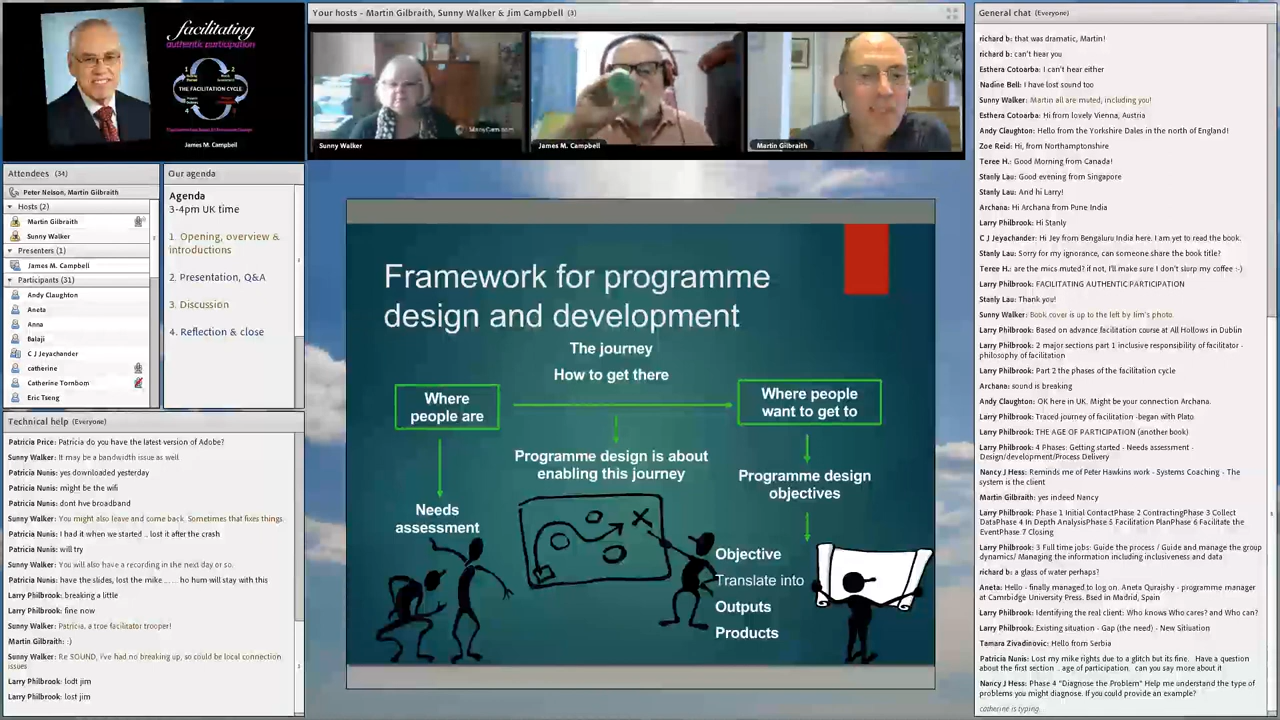 facilitating
authentic participation
THE FACILITATION CYCLE
James M. Campbell
Your hosts - Martin Gilbraith, Sunny Walker & Jim Campbell (3)
ManyCam.com
Sunny Walker
James M. Campbell
Martin Gilbraith
Attendees (34)
Peter Nelson, Martin Gilbraith
Hosts (2)
Martin Gilbraith
Sunny Walker
Presenters (1)
James M. Campbell
Participants (31)
Andy Claughton
Aneta
Anna
Balaji
C J Jeyachander
catherine
Catherine Tornbom
Eric Tseng
Our agenda
Agenda
3-4pm UK time
1. Opening, overview &
introductions
2. Presentation, Q&A
3. Discussion
4. Reflection & close
Technical help (Everyone)
Patricia Price: Patricia do you have the latest version of Adobe?
Sunny Walker: It may be a bandwidth issue as well
Patricia Nunis: yes downloaded yesterday
Patricia Nunis: might be the wifi
Patricia Nunis: dont hve broadband
Sunny Walker: You might also leave and come back. Sometimes that fixes things.
Patricia Nunis: I had it when we started .. lost it after the crash
Patricia Nunis: will try
Sunny Walker: You will also have a recording in the next day or so.
Patricia Nunis: have the slides, lost the mike ..... ho hum will stay with this
Larry Philbrook: breaking a little
Larry Philbrook: fine now
Sunny Walker: Patricia, a true facilitator trooper!
Martin Gilbraith: :)
Sunny Walker: Re SOUND, i've had no breaking up, so could be local connection
issues
Larry Philbrook: lodt jim
Larry Philbrook: lost jim
Framework for programme
design and development
The journey
How to get there
Where
people are
Where people
want to get to
Programme design is about
enabling this journey
Programme design
objectives
Needs
assessment
Objective
Translate into
Outputs
Products
General chat (Everyone)
richard b: that was dramatic, Martin!
richard b: can't hear you
Esthera Cotoarba: I can't hear either
Nadine Bell: I have lost sound too
Sunny Walker: Martin all are muted, including you!
Esthera Cotoarba: Hi from lovely Vienna, Austria
Andy Claughton: Hello from the Yorkshire Dales in the north of England!
Zoe Reid: Hi, from Northamptonshire
Teree H.: Good Morning from Canada!
Stanly Lau: Good evening from Singapore
Stanly Lau: And hi Larry!
Archana: Hi Archana from Pune India
Larry Philbrook: Hi Stanly
C J Jeyachander: Hi Jey from Bengaluru India here. I am yet to read the book.
Stanly Lau: Sorry for my ignorance, can someone share the book title?
Teree H.: are the mics muted? if not, I'll make sure I don't slurp my coffee :-)
Larry Philbrook: FACILITATING AUTHENTIC PARTICIPATION
Stanly Lau: Thank you!
Sunny Walker: Book cover is up to the left by Jim's photo.
Larry Philbrook: Based on advance facilitation course at All Hollows in Dublin
Larry Philbrook: 2 major sections part 1 inclusive responsibility of facilitator -
philosophy of facilitation
Larry Philbrook: Part 2 the phases of the facilitation cycle
Archana: sound is breaking
Andy Claughton: OK here in UK. Might be your connection Archana.
Larry Philbrook: Traced journey of facilitation -began with Plato
Larry Philbrook: THE AGE OF PARTICIPATION (another book)
Larry Philbrook: 4 Phases: Getting started - Needs assessment -
Design/development/Process Delivery
Nancy J Hess: Reminds me of Peter Hawkins work - Systems Coaching - The
system is the client
Martin Gilbraith: yes indeed Nancy
Larry Philbrook: Phase 1 Initial ContactPhase 2 ContractingPhase 3 Collect
DataPhase 4 In Depth AnalysisPhase 5 Facilitation PlanPhase 6 Facilitate the
EventPhase 7 Closing
Larry Philbrook: 3 Full time jobs: Guide the process / Guide and manage the group
dynamics/ Managing the information including inclusiveness and data
richard b: a glass of water perhaps?
Aneta: Hello - finally managed to log on. Aneta Quraishy - programme manager
at Camrbidge University Press. Bsed in Madrid, Spain
Larry Philbrook: Identifying the real client: Who knows Who cares? and Who can?
Larry Philbrook: Existing situation - Gap (the need) - New Sitiuation
Tamara Zivadinovic: Hello from Serbia
Patricia Nunis: Lost my mike rights due to a glitch but its fine. Have a question
about the first section .. age of participation. can you say more about it
Nancy J Hess: Phase 4 "Diagnose the Problem" Help me understand the type of
problems you might diagnose. If you could provide an example?
catherine is typing.